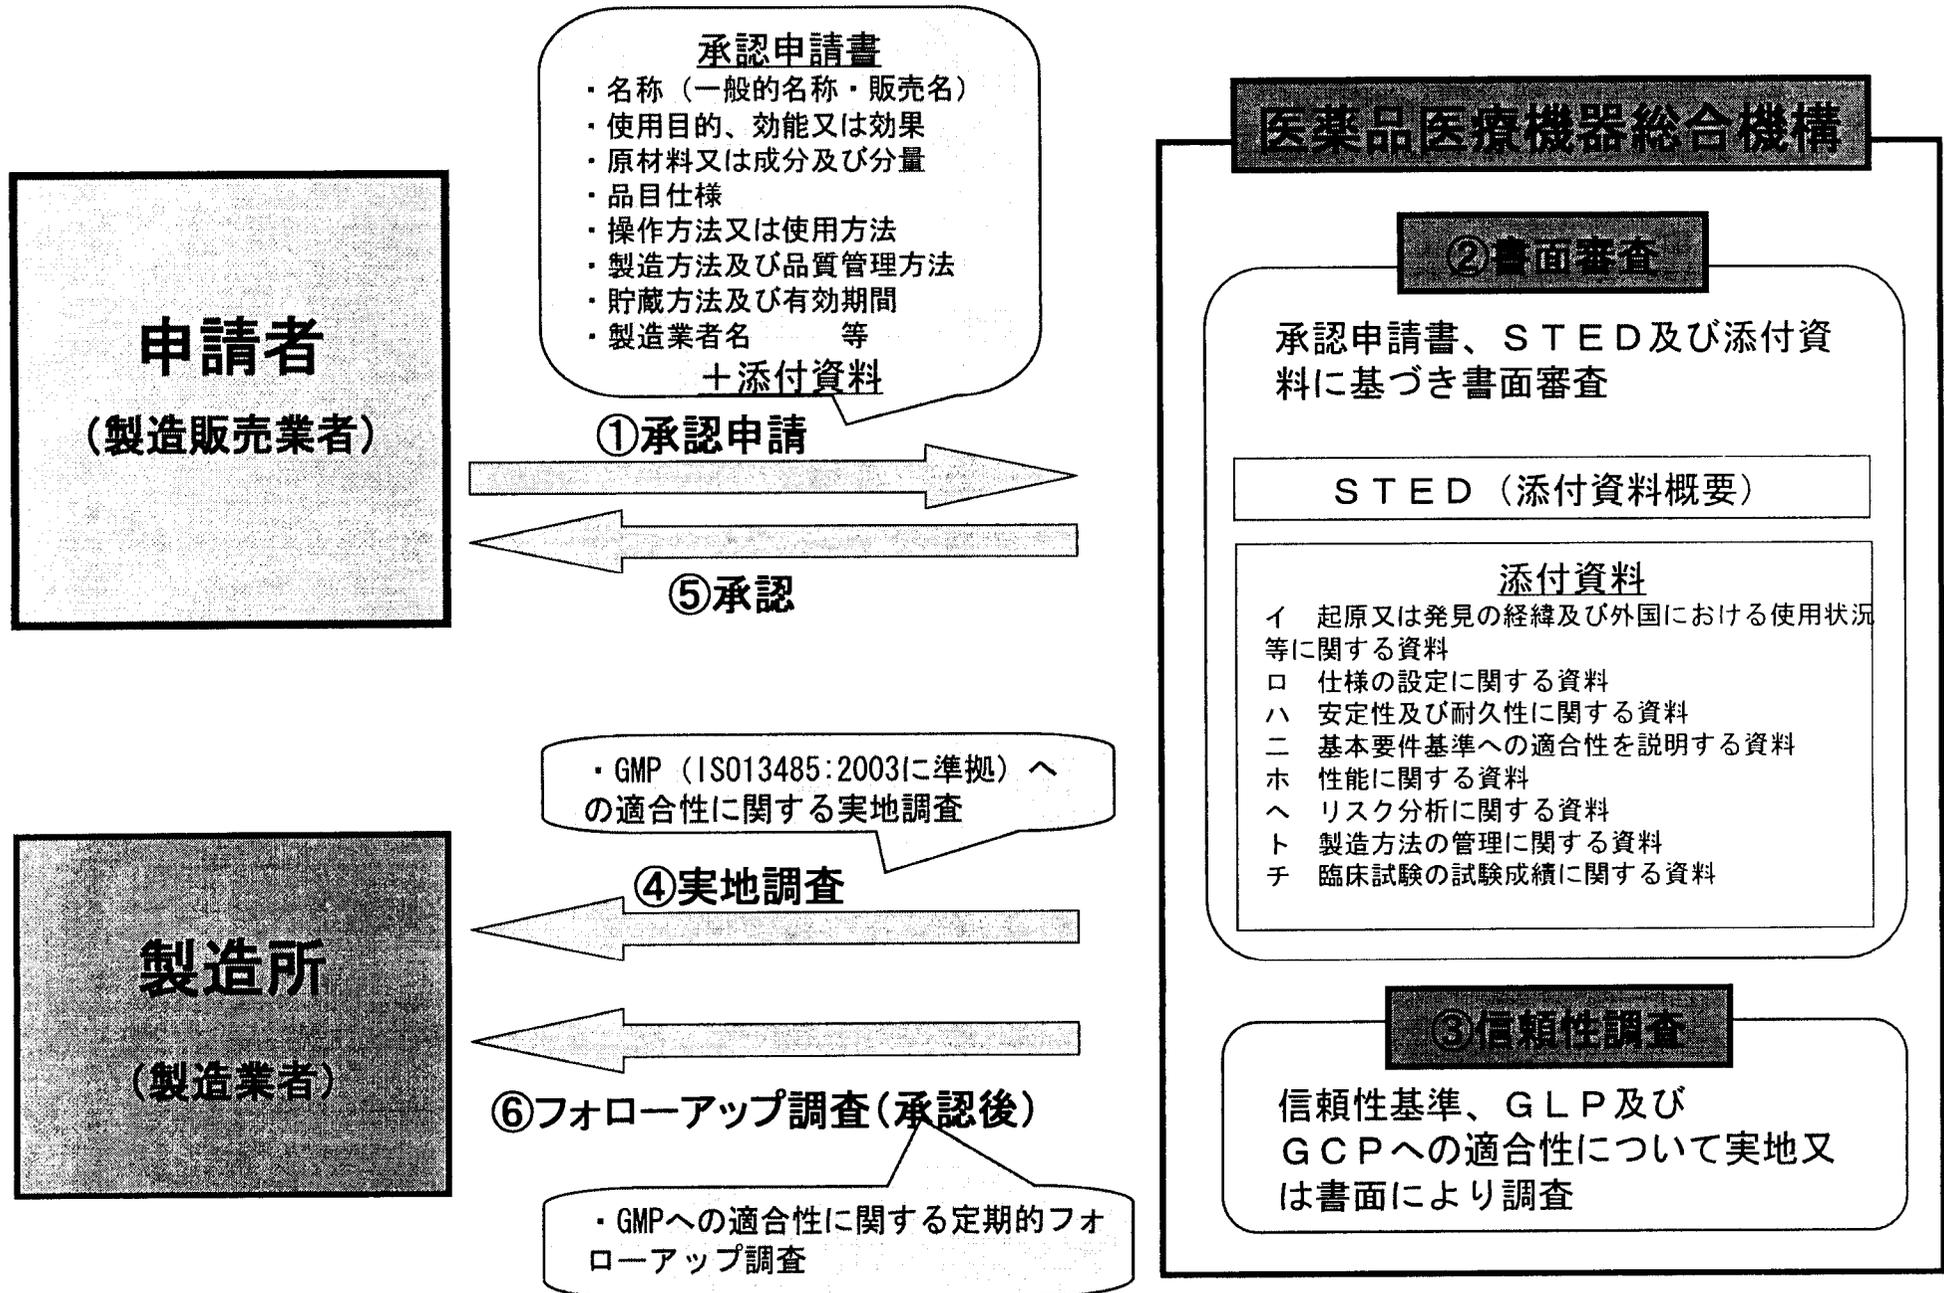 承認申請書
・名称（一般的名称・販売名）
・使用目的、効能又は効果
・原材料又は成分及び分量
・品目仕様
・操作方法又は使用方法
・製造方法及び品質管理方法
・貯蔵方法及び有効期間
・製造業者名　　　等
＋添付資料
申請者
（製造販売業者）
①承認申請
⑤承認
医薬品医療機器総合機構
②書面審査
承認申請書、ＳＴＥＤ及び添付資
料に基づき書面審査
ＳＴＥＤ（添付資料概要）
添付資料
イ　起原又は発見の経緯及び外国における使用状況
等に関する資料
ロ　仕様の設定に関する資料
ハ　安定性及び耐久性に関する資料
ニ　基本要件基準への適合性を説明する資料
ホ　性能に関する資料
ヘ　リスク分析に関する資料
ト　製造方法の管理に関する資料
チ　臨床試験の試験成績に関する資料
・GMP（ISO13485:2003に準拠）へ
の適合性に関する実地調査
④実地調査
製造所
（製造業者）
⑥フォローアップ調査（承認後）
・GMPへの適合性に関する定期的フォ
ローアップ調査
③信頼性調査
信頼性基準、ＧＬＰ及び
ＧＣＰへの適合性について実地又
は書面により調査